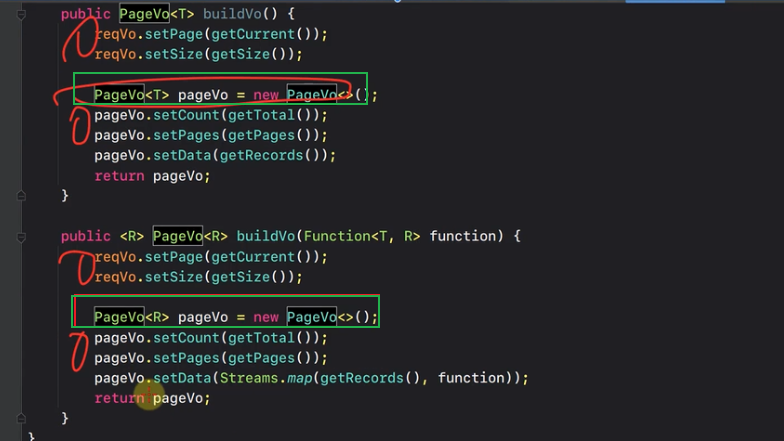 public PageVo<T> buildVo() {
reqVo.setPage(getCurrent());
reqVo.setSize(getSize());
PageVo<T> pageVo = new PageVo<>();
pageVo.setCount(getTotal());
pageVo.setPages(getPages());
pageVo.setData(getRecords());
return pageVo;
}
public <R> PageVo<R> buildVo(Function<T, R> function) {
reqVo.setPage(getCurrent());
reqVo.setSize(getSize());
PageVo<R> pageVo = new PageVo<>();
pageVo.setCount(getTotal());
pageVo.setPages(getPages());
pageVo.setData(Streams.map(getRecords(), function));
return pageVo;
}
}